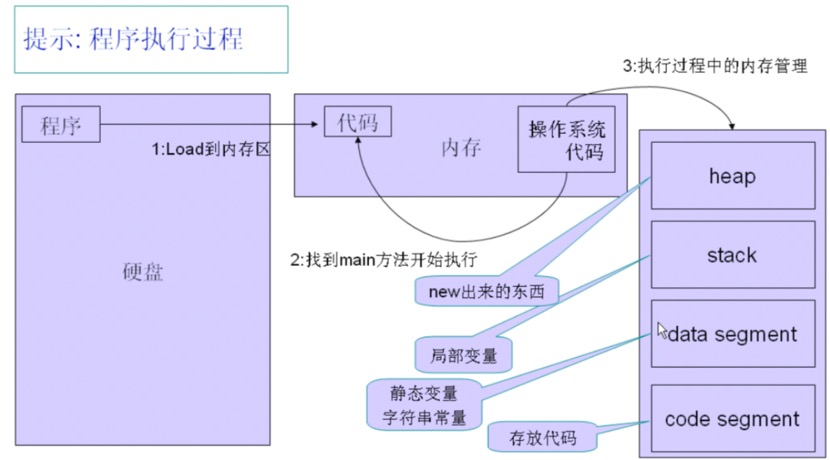 提示: 程序执行过程
3:执行过程中的内存管理
程序
1:Load到内存区
硬盘
代码
内存
操作系统
代码
2:找到main方法开始执行
heap
stack
data segment
code segment
new出来的东西
局部变量
静态变量
字符串常量
存放代码